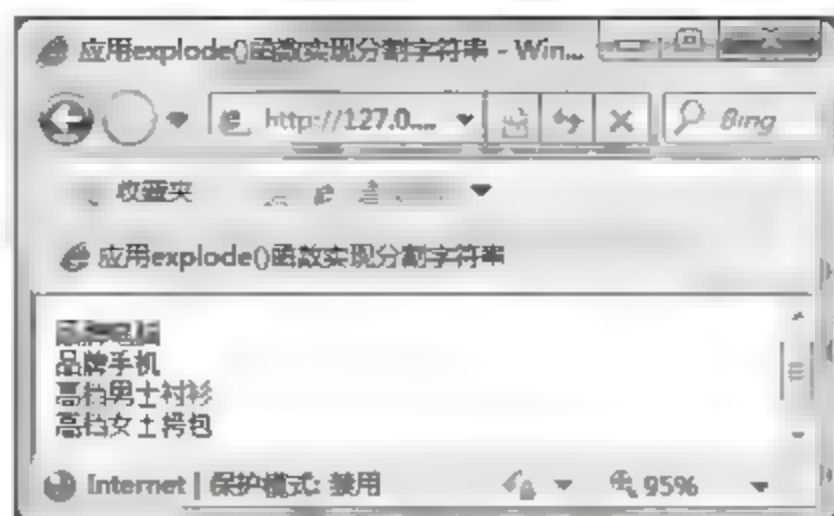 应用explode()函数实现分割字符串 - Win...
http://127.0....
Bing
收藏夹
应用explode()函数实现分割字符串
品牌手机
高档男士衬衫
高档女士挎包
Internet | 保护模式: 禁用
95%